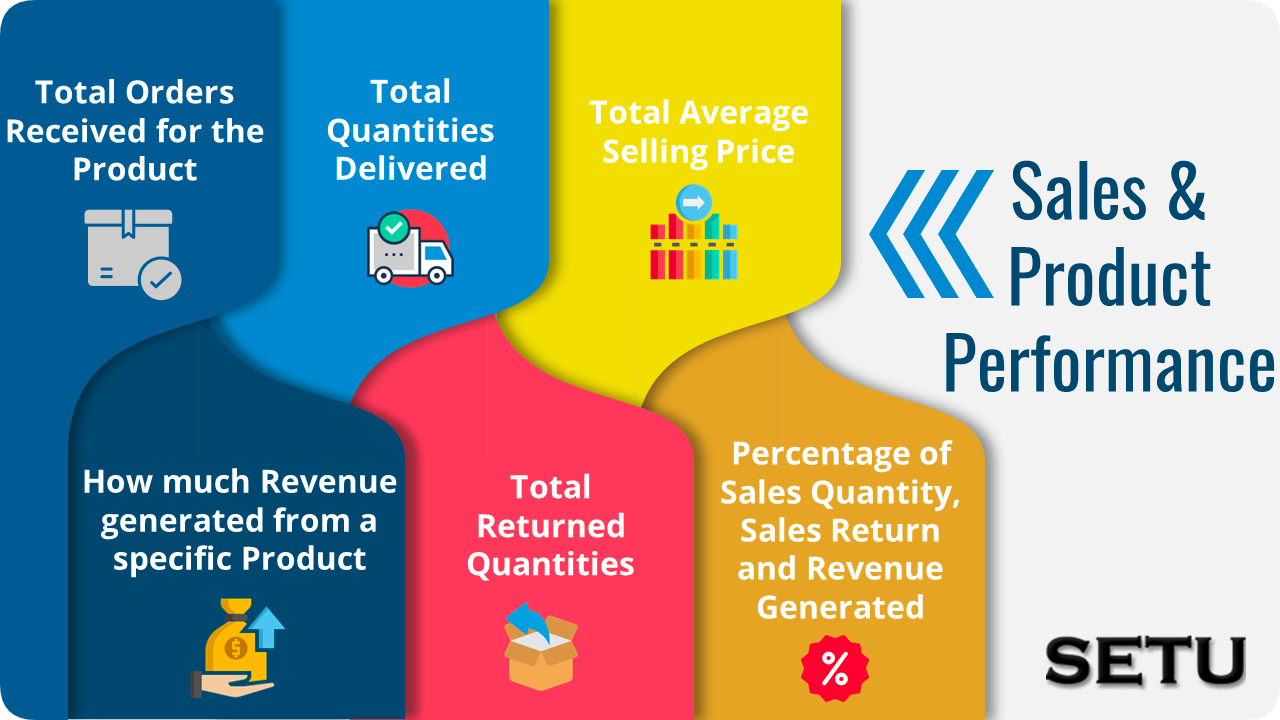 Total Orders
Received for the
Product
Total
Quantities
Delivered
Total Average
Selling Price
Sales &
Product
Performance
How much Revenue
generated from a
specific Product
Total
Returned
Quantities
Percentage of
Sales Quantity,
Sales Return
and Revenue
Generated
$
%
SETU